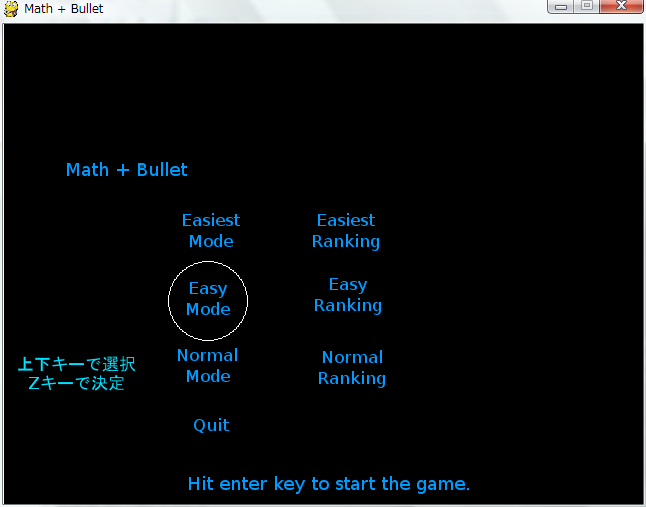 Math + Bullet
Math + Bullet
Easiest
Mode
Easiest
Ranking
Easy
Mode
Easy
Ranking
Normal
Mode
Normal
Ranking
上下キーで選択
Zキーで決定
Quit
Hit enter key to start the game.